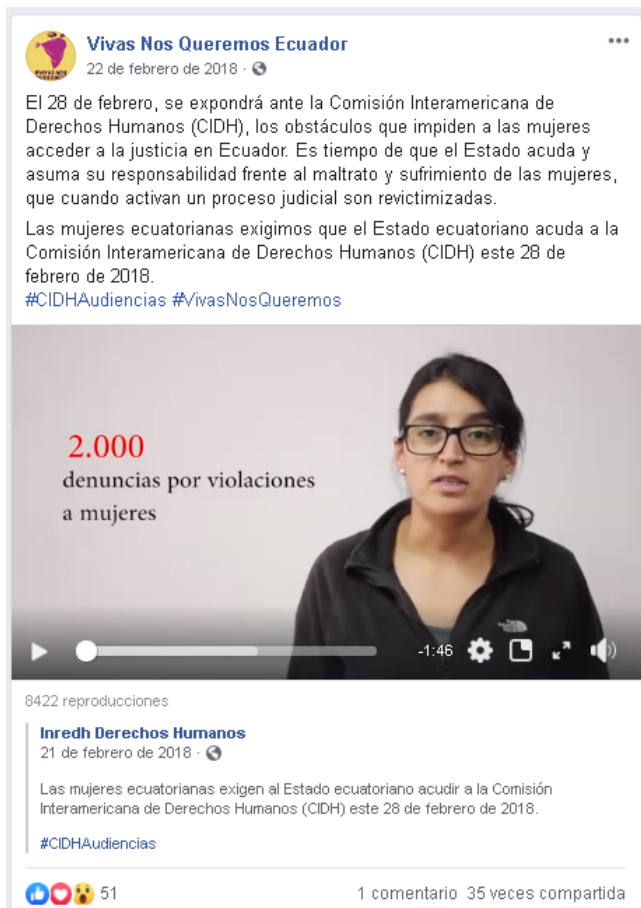 Vivas Nos Queremos Ecuador
22 de febrero de 2018 ·
El 28 de febrero, se expondrá ante la Comisión Interamericana de
Derechos Humanos (CIDH), los obstáculos que impiden a las mujeres
acceder a la justicia en Ecuador. Es tiempo de que el Estado acuda y
asuma su responsabilidad frente al maltrato y sufrimiento de las mujeres,
que cuando activan un proceso judicial son revictimizadas.
Las mujeres ecuatorianas exigimos que el Estado ecuatoriano acuda a la
Comisión Interamericana de Derechos Humanos (CIDH) este 28 de
febrero de 2018.
#CIDHAudiencias #VivasNosQueremos
2.000
denuncias por violaciones
a mujeres
-1:46
8422 reproducciones
Inredh Derechos Humanos
21 de febrero de 2018 ·
Las mujeres ecuatorianas exigen al Estado ecuatoriano acudir a la Comisión
Interamericana de Derechos Humanos (CIDH) este 28 de febrero de 2018.
#CIDHAudiencias
51
1 comentario 35 veces compartida